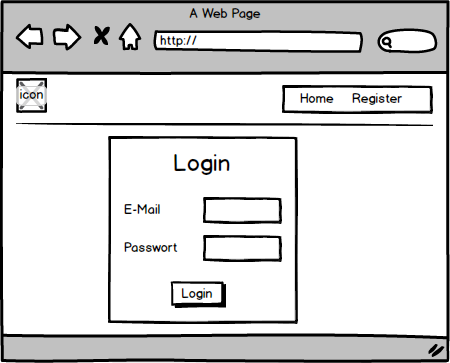 A Web Page
http://
icon
Home Register
Login
E-Mail
Passwort
Login